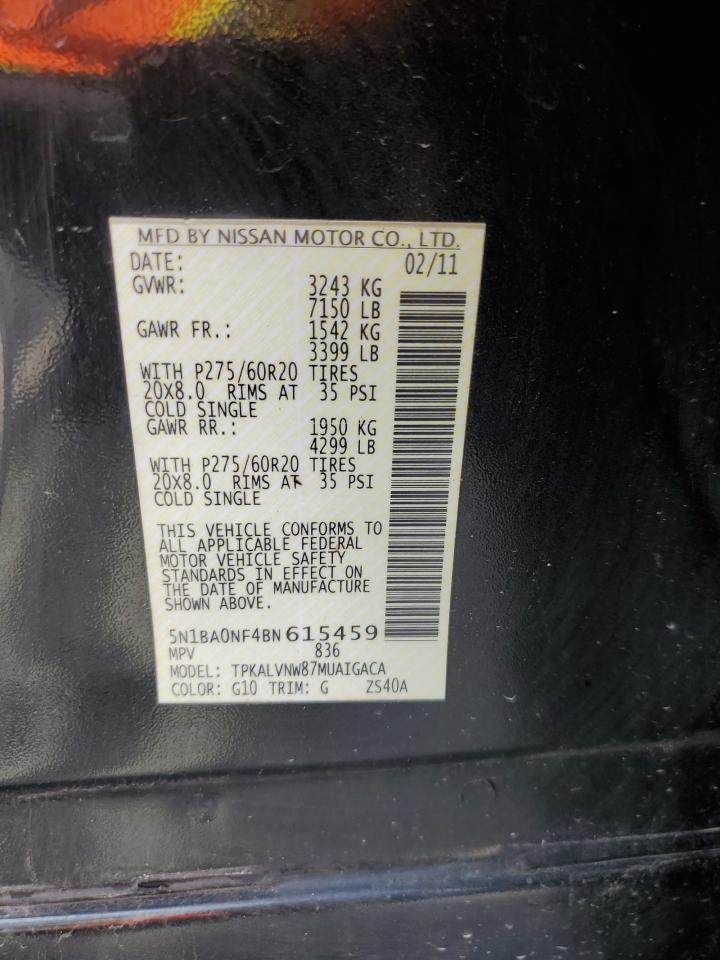 MFD BY NISSAN MOTOR CO., LTD.
DATE: 02/11
GVWR: 3243 KG
7150 LB
GAWR FR.: 1542 KG
3399 LB
WITH P275/60R20 TIRES
20X8.0 RIMS AT 35 PSI
COLD SINGLE
GAWR RR.: 1950 KG
4299 LB
WITH P275/60R20 TIRES
20X8.0 RIMS AT 35 PSI
COLD SINGLE
THIS VEHICLE CONFORMS TO
ALL APPLICABLE FEDERAL
MOTOR VEHICLE SAFETY
STANDARDS IN EFFECT ON
THE DATE OF MANUFACTURE
SHOWN ABOVE.
5N1BA0NF4BN615459
MPV 836
MODEL: TPKALVNW87MUAIGACA
COLOR: G10 TRIM: G ZS40A